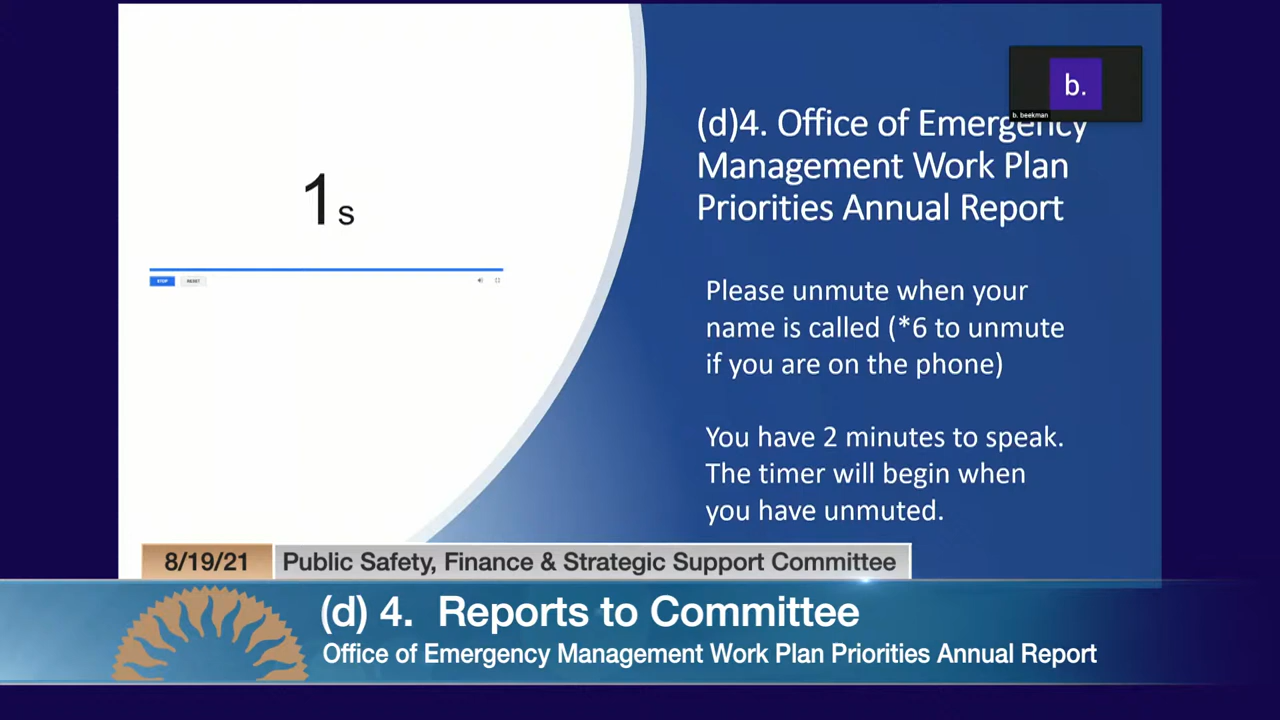 1 s
STOP
RESET
b.
b. beekman
(d)4. Office of Emergency
Management Work Plan
Priorities Annual Report
Please unmute when your
name is called (*6 to unmute
if you are on the phone)
You have 2 minutes to speak.
The timer will begin when
you have unmuted.
8/19/21
Public Safety, Finance & Strategic Support Committee
(d) 4. Reports to Committee
Office of Emergency Management Work Plan Priorities Annual Report